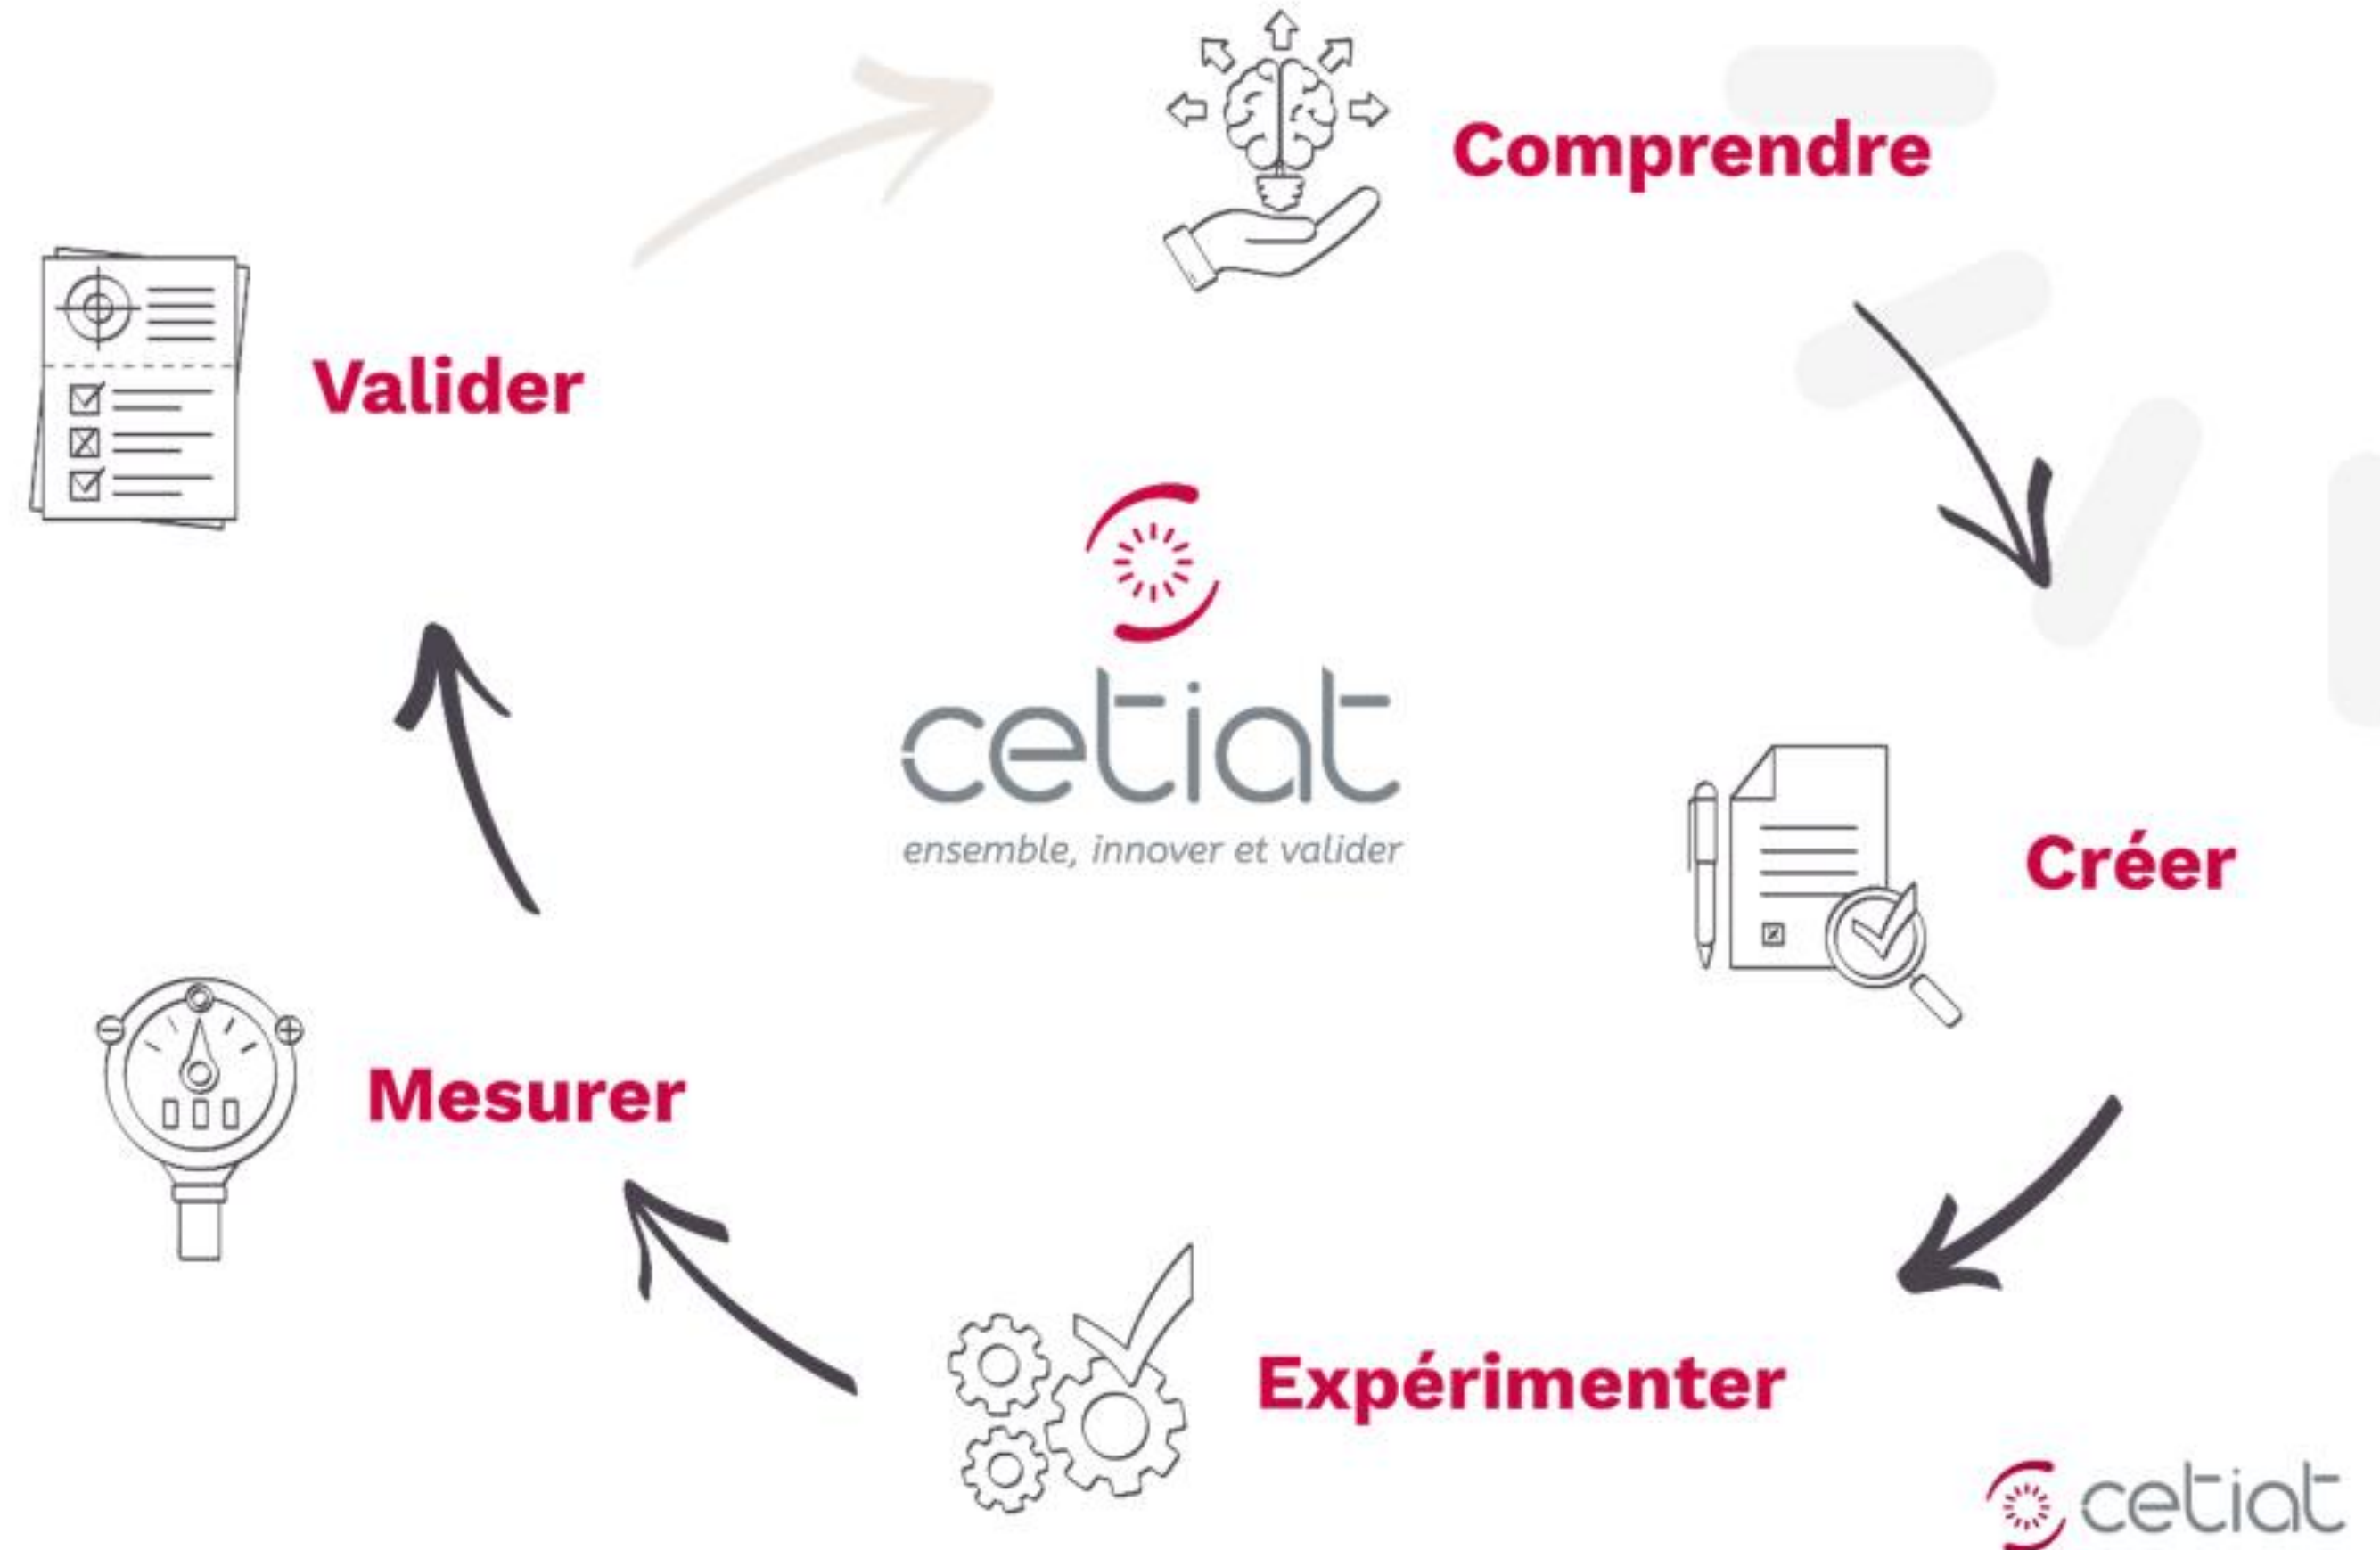 Comprendre
Valider
cetiat
ensemble, innover et valider
Créer
Mesurer
Expérimenter
cetiat